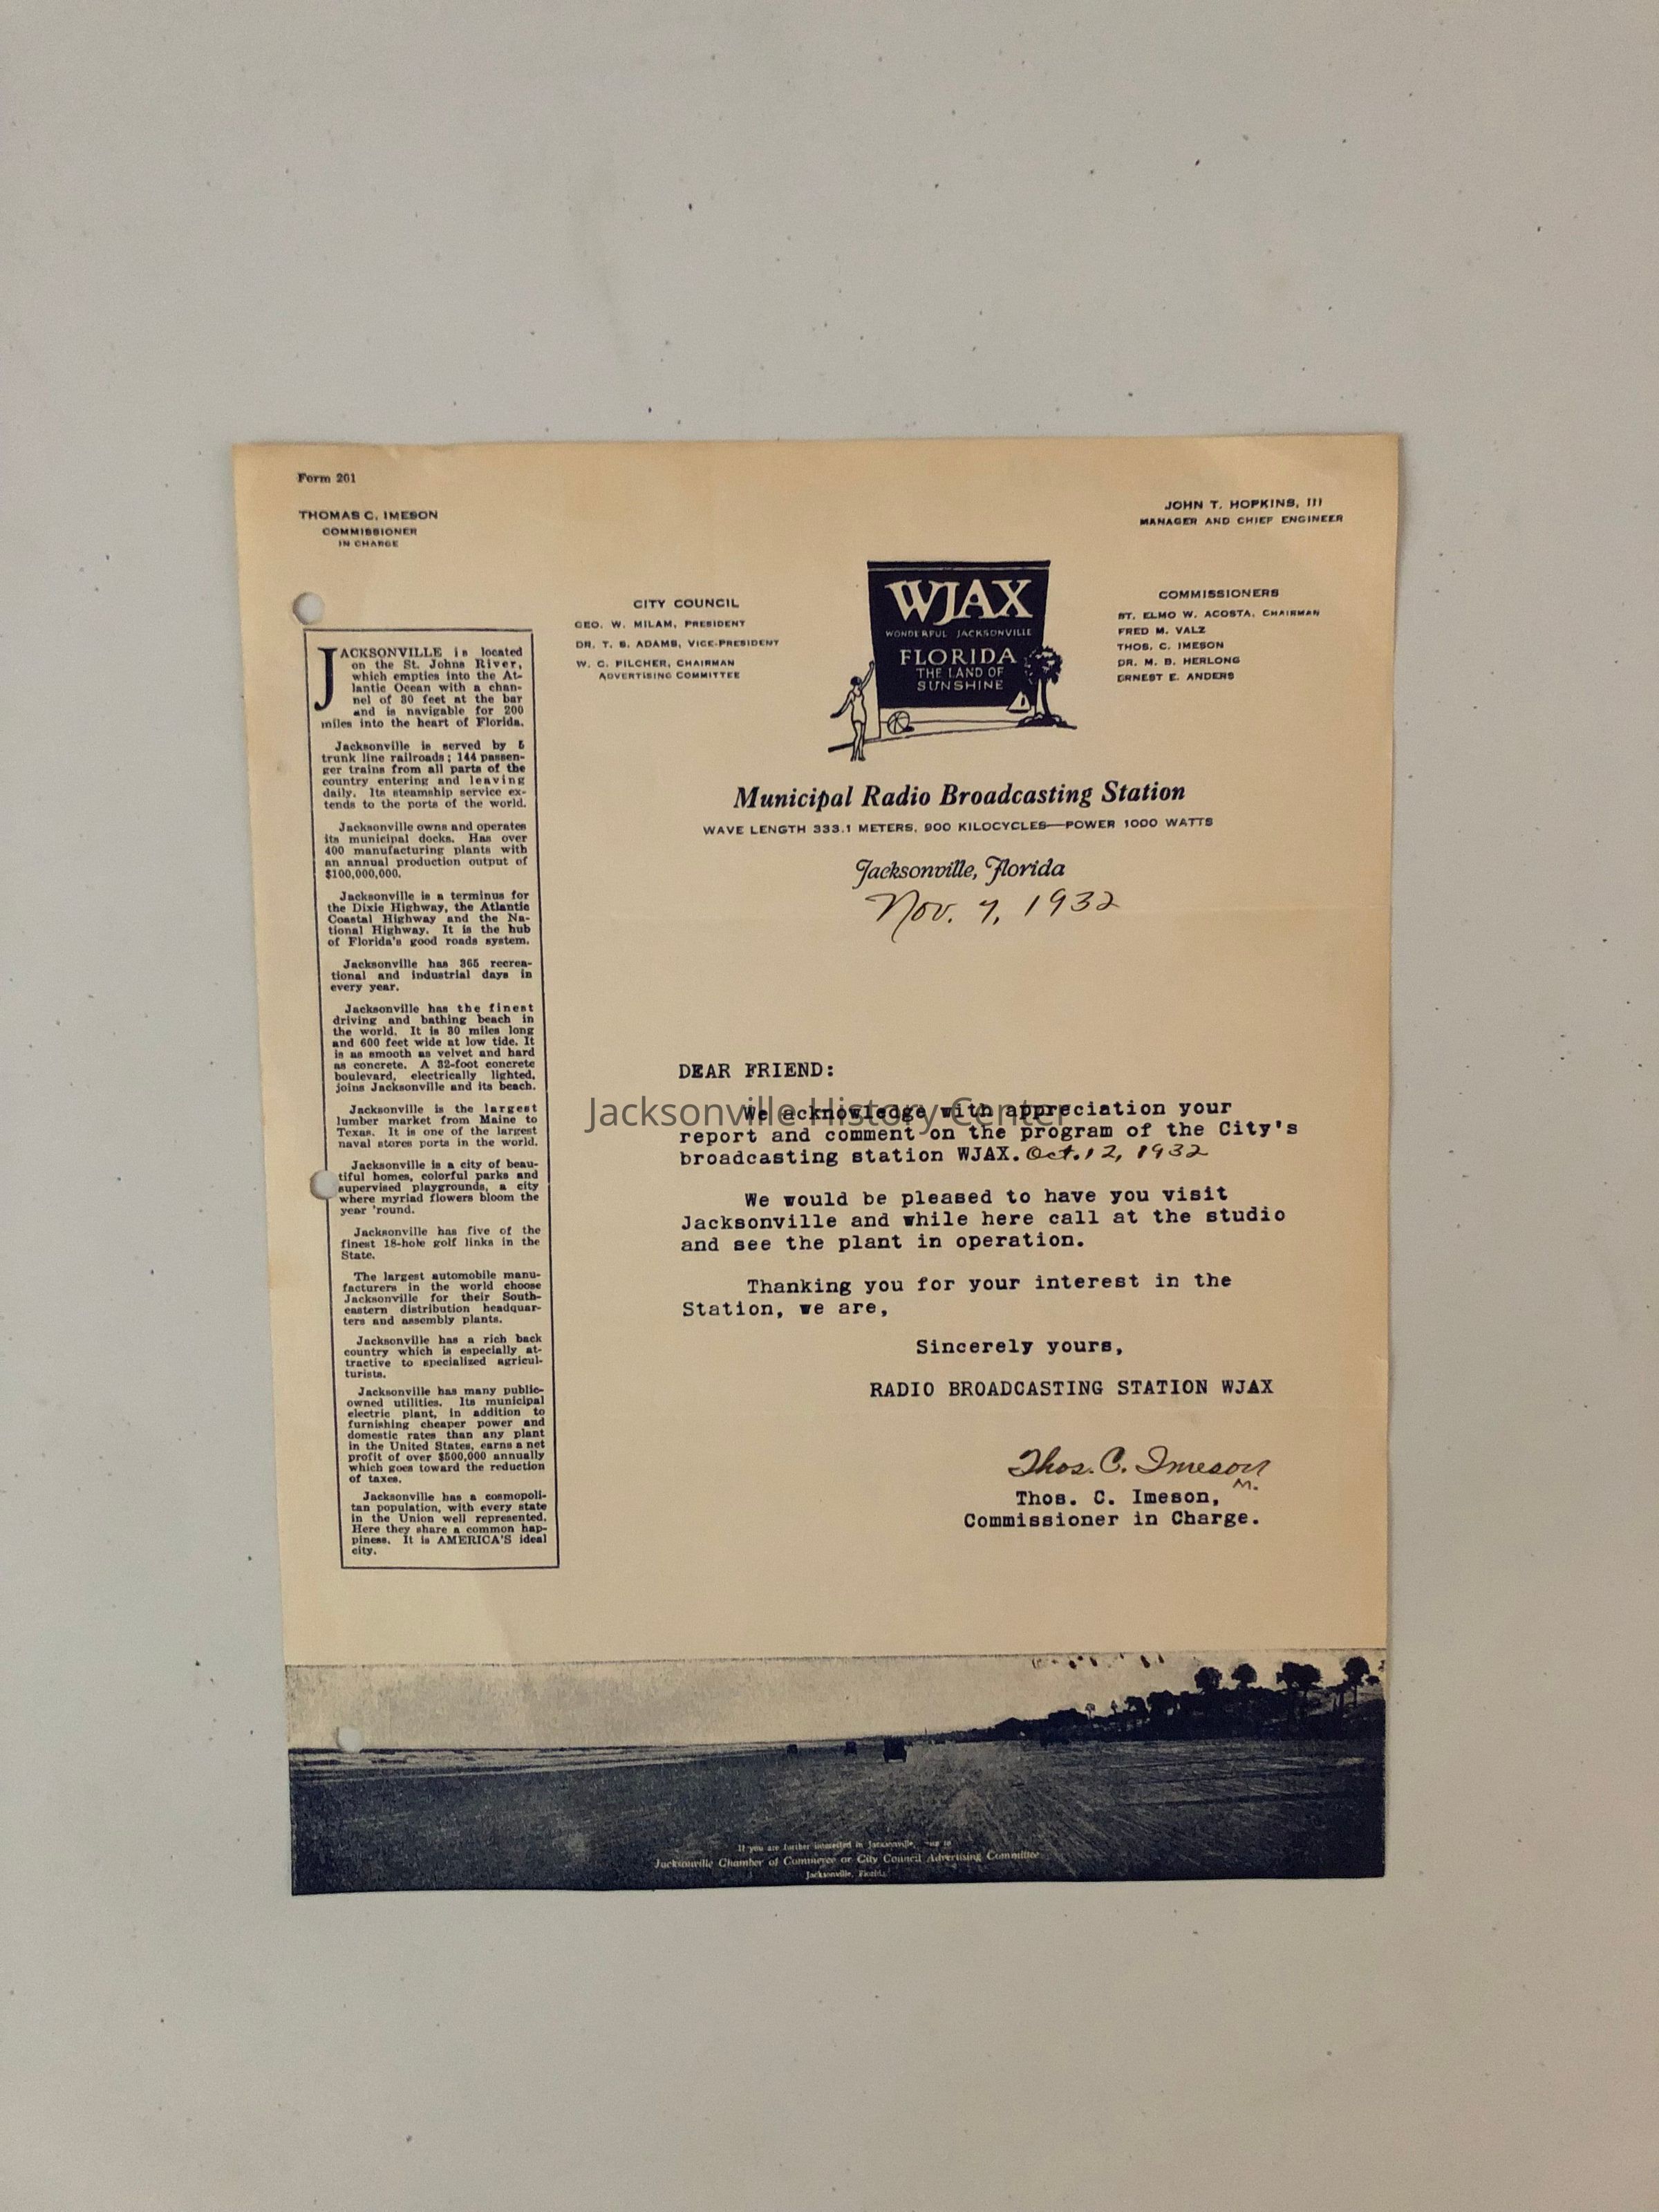 Form 201
THOMAS C. IMESON
COMMISSIONER
IN CHARGE
JOHN T. HOPKINS, III
MANAGER AND CHIEF ENGINEER
CITY COUNCIL
GEO. W. MILAM, PRESIDENT
DR. T. S. ADAMS, VICE-PRESIDENT
W. C. PILCHER, CHAIRMAN
ADVERTISING COMMITTEE
WJAX
WONDERFUL JACKSONVILLE
FLORIDA
THE LAND OF
SUNSHINE
COMMISSIONERS
ST. ELMO W. ACOSTA, CHAIRMAN
FRED M. VALZ
THOS. C. IMESON
DR. M. B. HERLONG
ERNEST E. ANDERS
Municipal Radio Broadcasting Station
WAVE LENGTH 333.1 METERS, 900 KILOCYCLES—POWER 1000 WATTS
Jacksonville, Florida
Nov. 7, 1932
JACKSONVILLE is located
on the St. Johns River,
which empties into the At-
lantic Ocean with a chan-
nel of 30 feet at the bar
and is navigable for 200
miles into the heart of Florida.
Jacksonville is served by 5
trunk line railroads; 144 passen-
ger trains from all parts of the
country entering and leaving
daily. Its steamship service ex-
tends to the ports of the world.
Jacksonville owns and operates
its municipal docks. Has over
400 manufacturing plants with
an annual production output of
$100,000,000.
Jacksonville is a terminus for
the Dixie Highway, the Atlantic
Coastal Highway and the Na-
tional Highway. It is the hub
of Florida's good roads system.
Jacksonville has 365 recrea-
tional and industrial days in
every year.
Jacksonville has the finest
driving and bathing beach in
the world. It is 30 miles long
and 600 feet wide at low tide. It
is as smooth as velvet and hard
as concrete. A 32-foot concrete
boulevard, electrically lighted,
joins Jacksonville and its beach.
Jacksonville is the largest
lumber market from Maine to
Texas. It is one of the largest
naval stores ports in the world.
Jacksonville is a city of beau-
tiful homes, colorful parks and
supervised playgrounds, a city
where myriad flowers bloom the
year 'round.
Jacksonville has five of the
finest 18-hole golf links in the
State.
The largest automobile manu-
facturers in the world choose
Jacksonville for their South-
eastern distribution headquar-
ters and assembly plants.
Jacksonville has a rich back
country which is especially at-
tractive to specialized agricul-
turists.
Jacksonville has many public-
owned utilities. Its municipal
electric plant, in addition to
furnishing cheaper power and
domestic rates than any plant
in the United States, earns a net
profit of over $500,000 annually
which goes toward the reduction
of taxes.
Jacksonville has a cosmopoli-
tan population, with every state
in the Union well represented.
Here they share a common hap-
piness. It is AMERICA'S ideal
city.
DEAR FRIEND:
We acknowledge with appreciation your
report and comment on the program of the City's
broadcasting station WJAX. Oct. 12, 1932
We would be pleased to have you visit
Jacksonville and while here call at the studio
and see the plant in operation.
Thanking you for your interest in the
Station, we are,
Sincerely yours,
RADIO BROADCASTING STATION WJAX
Thos. C. Imeson
M.
Thos. C. Imeson,
Commissioner in Charge.
Jacksonville History Center
If you are further interested in Jacksonville, to
Jacksonville Chamber of Commerce or City Council Advertising Committee
Jacksonville, Florida